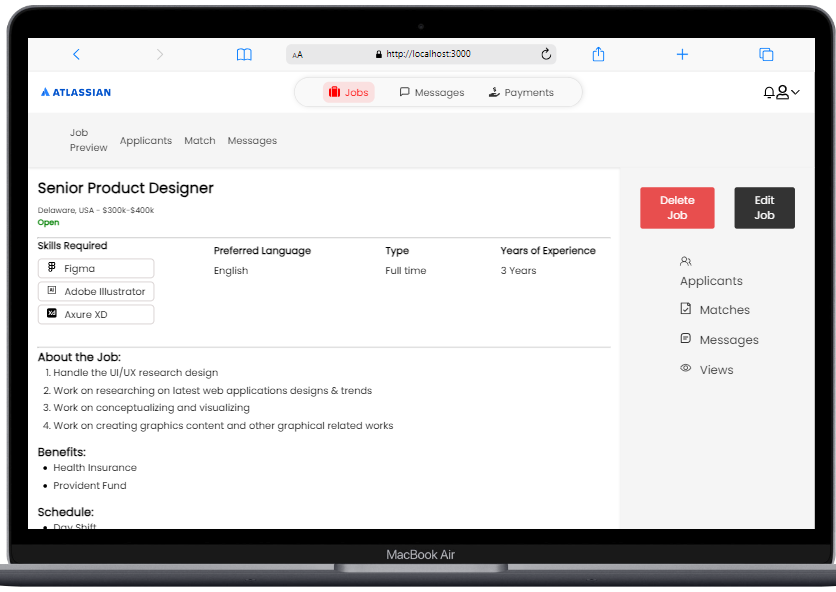 AA http://localhost:3000
ATLASSIAN
Jobs Messages Payments
Job Preview Applicants Match Messages
Senior Product Designer
Delaware, USA - $300k-$400k
Open
Delete Job
Edit Job
Skills Required
Figma
Adobe Illustrator
Axure XD
Preferred Language
English
Type
Full time
Years of Experience
3 Years
Applicants
Matches
Messages
Views
About the Job:
1. Handle the UI/UX research design
2. Work on researching on latest web applications designs & trends
3. Work on conceptualizing and visualizing
4. Work on creating graphics content and other graphical related works
Benefits:
• Health Insurance
• Provident Fund
Schedule:
• Day Shift
MacBook Air